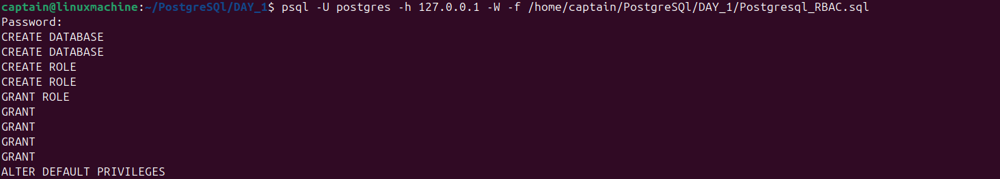 captain@linuxmachine:~/PostgreSQl/DAY_1$ psql -U postgres -h 127.0.0.1 -W -f /home/captain/PostgreSQl/DAY_1/Postgresql_RBAC.sql
Password:
CREATE DATABASE
CREATE DATABASE
CREATE ROLE
CREATE ROLE
GRANT ROLE
GRANT
GRANT
GRANT
GRANT
ALTER DEFAULT PRIVILEGES